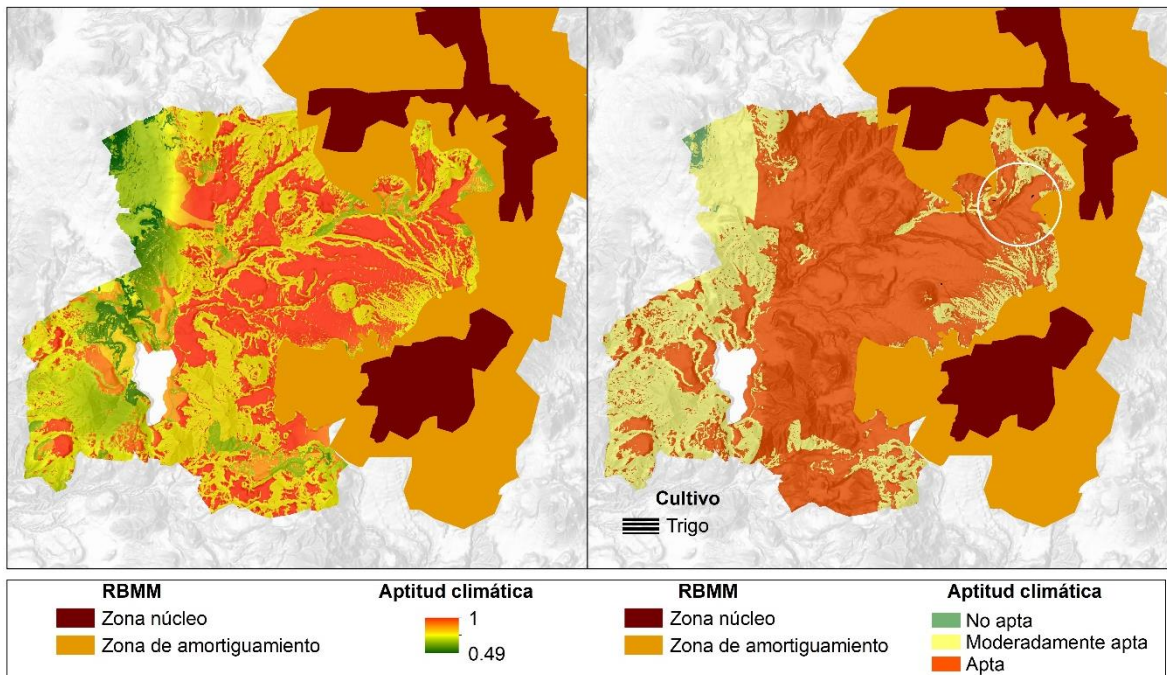 Cultivo
Trigo
RBMM
Zona núcleo
Zona de amortiguamiento
Aptitud climática
1
0.49
RBMM
Zona núcleo
Zona de amortiguamiento
Aptitud climática
No apta
Moderadamente apta
Apta